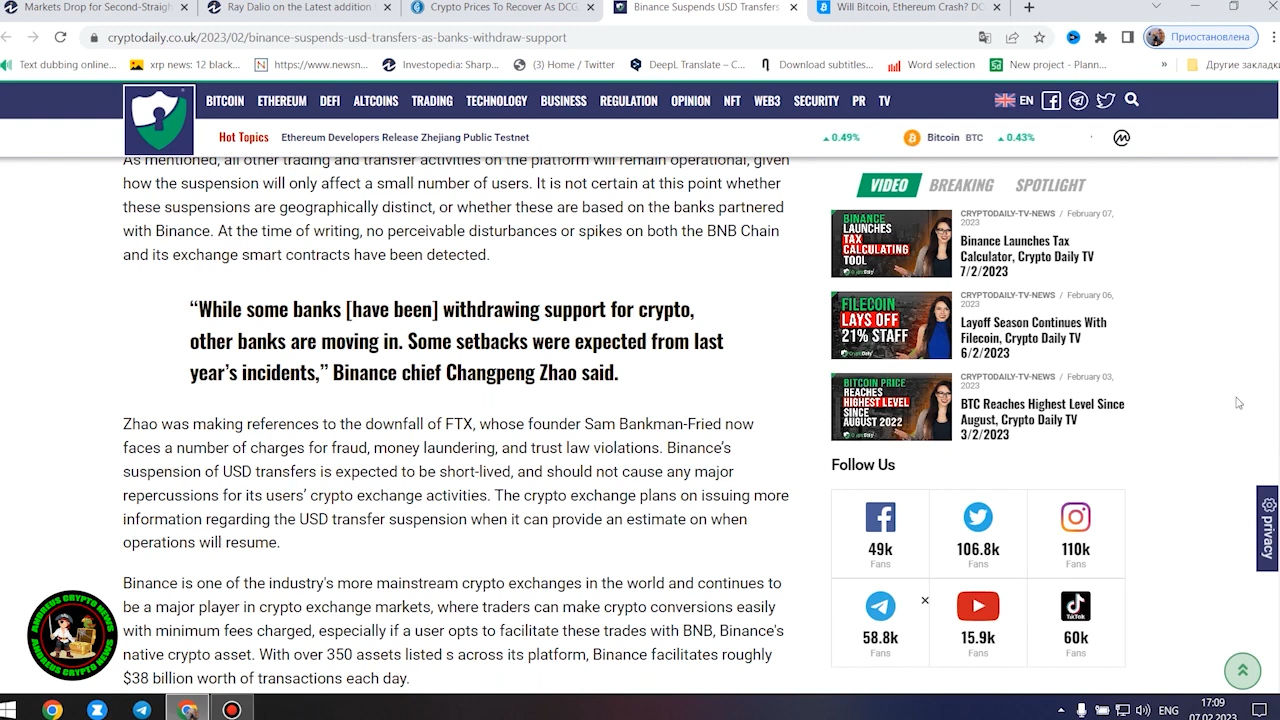 Markets Drop for Second-Straigh
Ray Dalio on the Latest addition
Crypto Prices To Recover As DCG
Binance Suspends USD Transfers
Will Bitcoin, Ethereum Crash? DC
cryptodaily.co.uk/2023/02/binance-suspends-usd-transfers-as-banks-withdraw-support
Приостановлена
Text dubbing online...
xrp news: 12 black...
https://www.newsn...
Investopedia: Sharp...
(3) Home / Twitter
DeepL Translate – C...
Download subtitles...
Word selection
New project - Plann...
»
Другие закладки
BITCOIN ETHEREUM DEFI ALTCOINS TRADING TECHNOLOGY BUSINESS REGULATION OPINION NFT WEB3 SECURITY PR TV
EN
Hot Topics Ethereum Developers Release Zhejiang Public Testnet
0.49%
Bitcoin BTC 0.43%
As mentioned, all other trading and transfer activities on the platform will remain operational, given
how the suspension will only affect a small number of users. It is not certain at this point whether
these suspensions are geographically distinct, or whether these are based on the banks partnered
with Binance. At the time of writing, no perceivable disturbances or spikes on both the BNB Chain
and its exchange smart contracts have been detected.
“While some banks [have been] withdrawing support for crypto,
other banks are moving in. Some setbacks were expected from last
year’s incidents,” Binance chief Changpeng Zhao said.
Zhao was making references to the downfall of FTX, whose founder Sam Bankman-Fried now
faces a number of charges for fraud, money laundering, and trust law violations. Binance’s
suspension of USD transfers is expected to be short-lived, and should not cause any major
repercussions for its users’ crypto exchange activities. The crypto exchange plans on issuing more
information regarding the USD transfer suspension when it can provide an estimate on when
operations will resume.
Binance is one of the industry's more mainstream crypto exchanges in the world and continues to
be a major player in crypto exchange markets, where traders can make crypto conversions easily
with minimum fees charged, especially if a user opts to facilitate these trades with BNB, Binance's
native crypto asset. With over 350 assets listed s across its platform, Binance facilitates roughly
$38 billion worth of transactions each day.
VIDEO BREAKING SPOTLIGHT
BINANCE
LAUNCHES
TAX
CALCULATING
TOOL
CRYPTODAILY-TV-NEWS / February 07,
2023
Binance Launches Tax
Calculator, Crypto Daily TV
7/2/2023
FILECOIN
LAYS OFF
21% STAFF
CRYPTODAILY-TV-NEWS / February 06,
2023
Layoff Season Continues With
Filecoin, Crypto Daily TV
6/2/2023
BITCOIN PRICE
REACHES
HIGHEST LEVEL
SINCE
AUGUST 2022
CRYPTODAILY-TV-NEWS / February 03,
2023
BTC Reaches Highest Level Since
August, Crypto Daily TV
3/2/2023
Follow Us
49k
Fans
106.8k
Fans
110k
Fans
58.8k
Fans
15.9k
Fans
TikTok
60k
Fans
privacy
ANDREUS CRYPTO NEWS
ANDREUS CRYPTO NEWS
ENG
17:09
07.02.2023